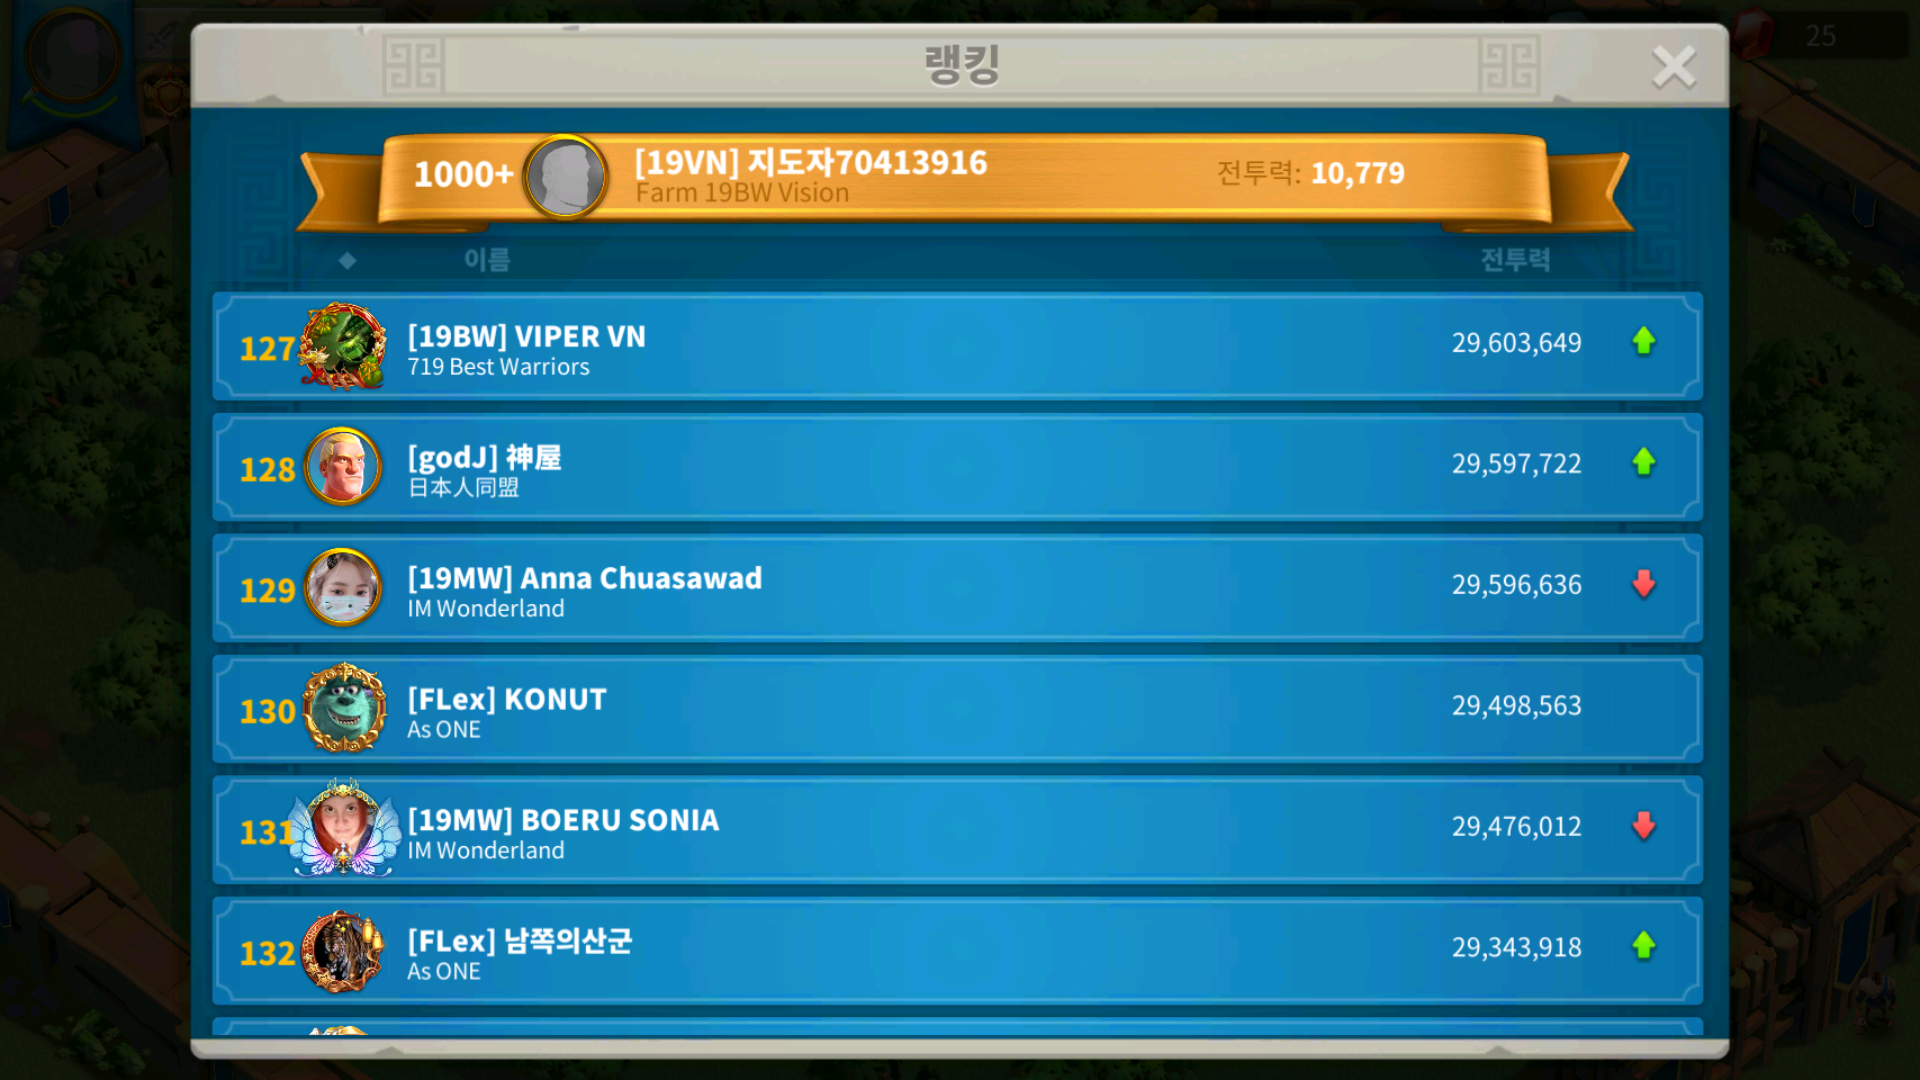 25
랭킹
1000+
[19VN] 지도자70413916
Farm 19BW Vision
전투력: 10,779
이름 전투력
127 [19BW] VIPER VN 29,603,649
719 Best Warriors
128 [godJ] 神屋 29,597,722
日本人同盟
129 [19MW] Anna Chuasawad 29,596,636
IM Wonderland
130 [FLex] KONUT 29,498,563
As ONE
131 [19MW] BOERU SONIA 29,476,012
IM Wonderland
132 [FLex] 남쪽의산군 29,343,918
As ONE